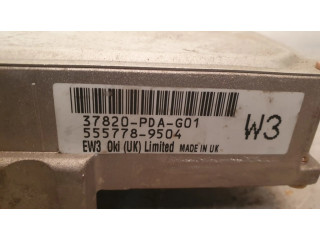 37820-PDA-G01
555778-9504
EW3 Oki (UK) Limited MADE IN UK
W3